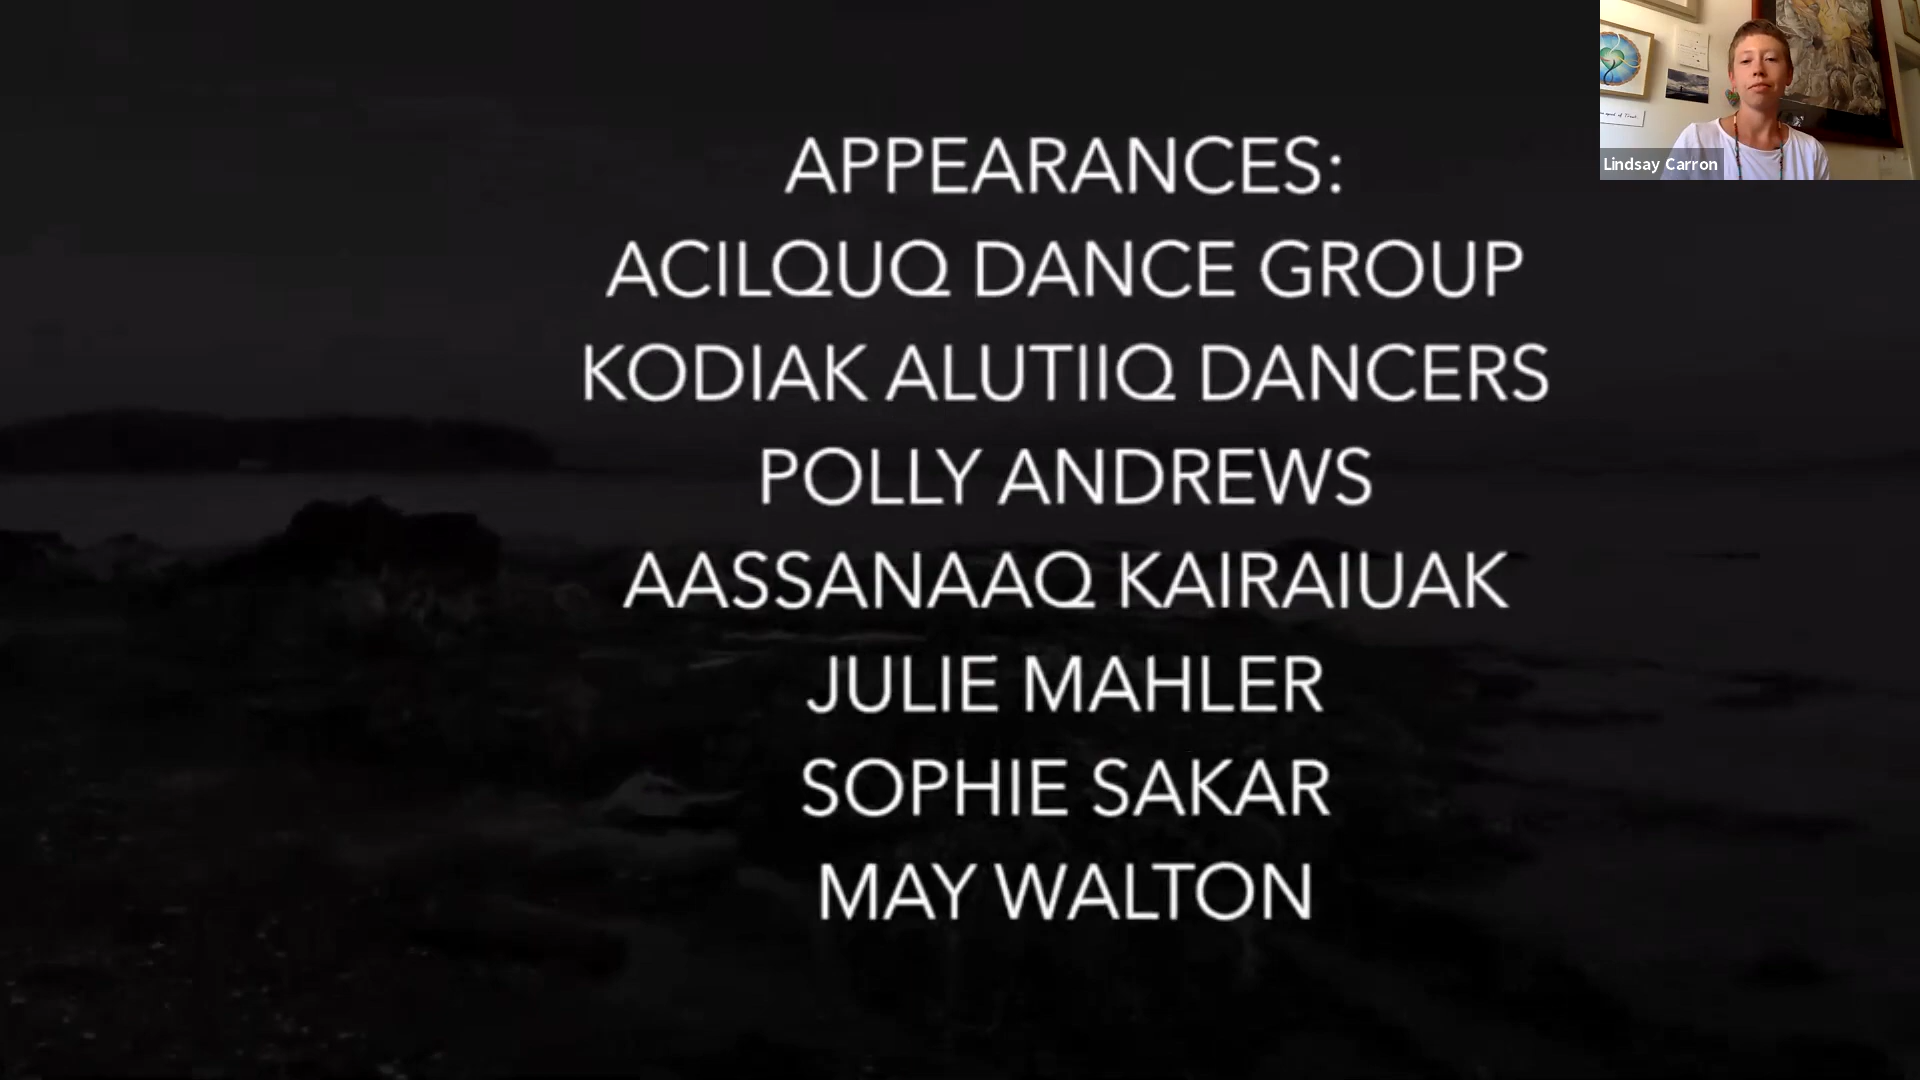 APPEARANCES:
ACILQUQ DANCE GROUP
KODIAK ALUTIIQ DANCERS
POLLY ANDREWS
AASSANAAQ KAIRAIUAK
JULIE MAHLER
SOPHIE SAKAR
MAY WALTON
Lindsay Carron